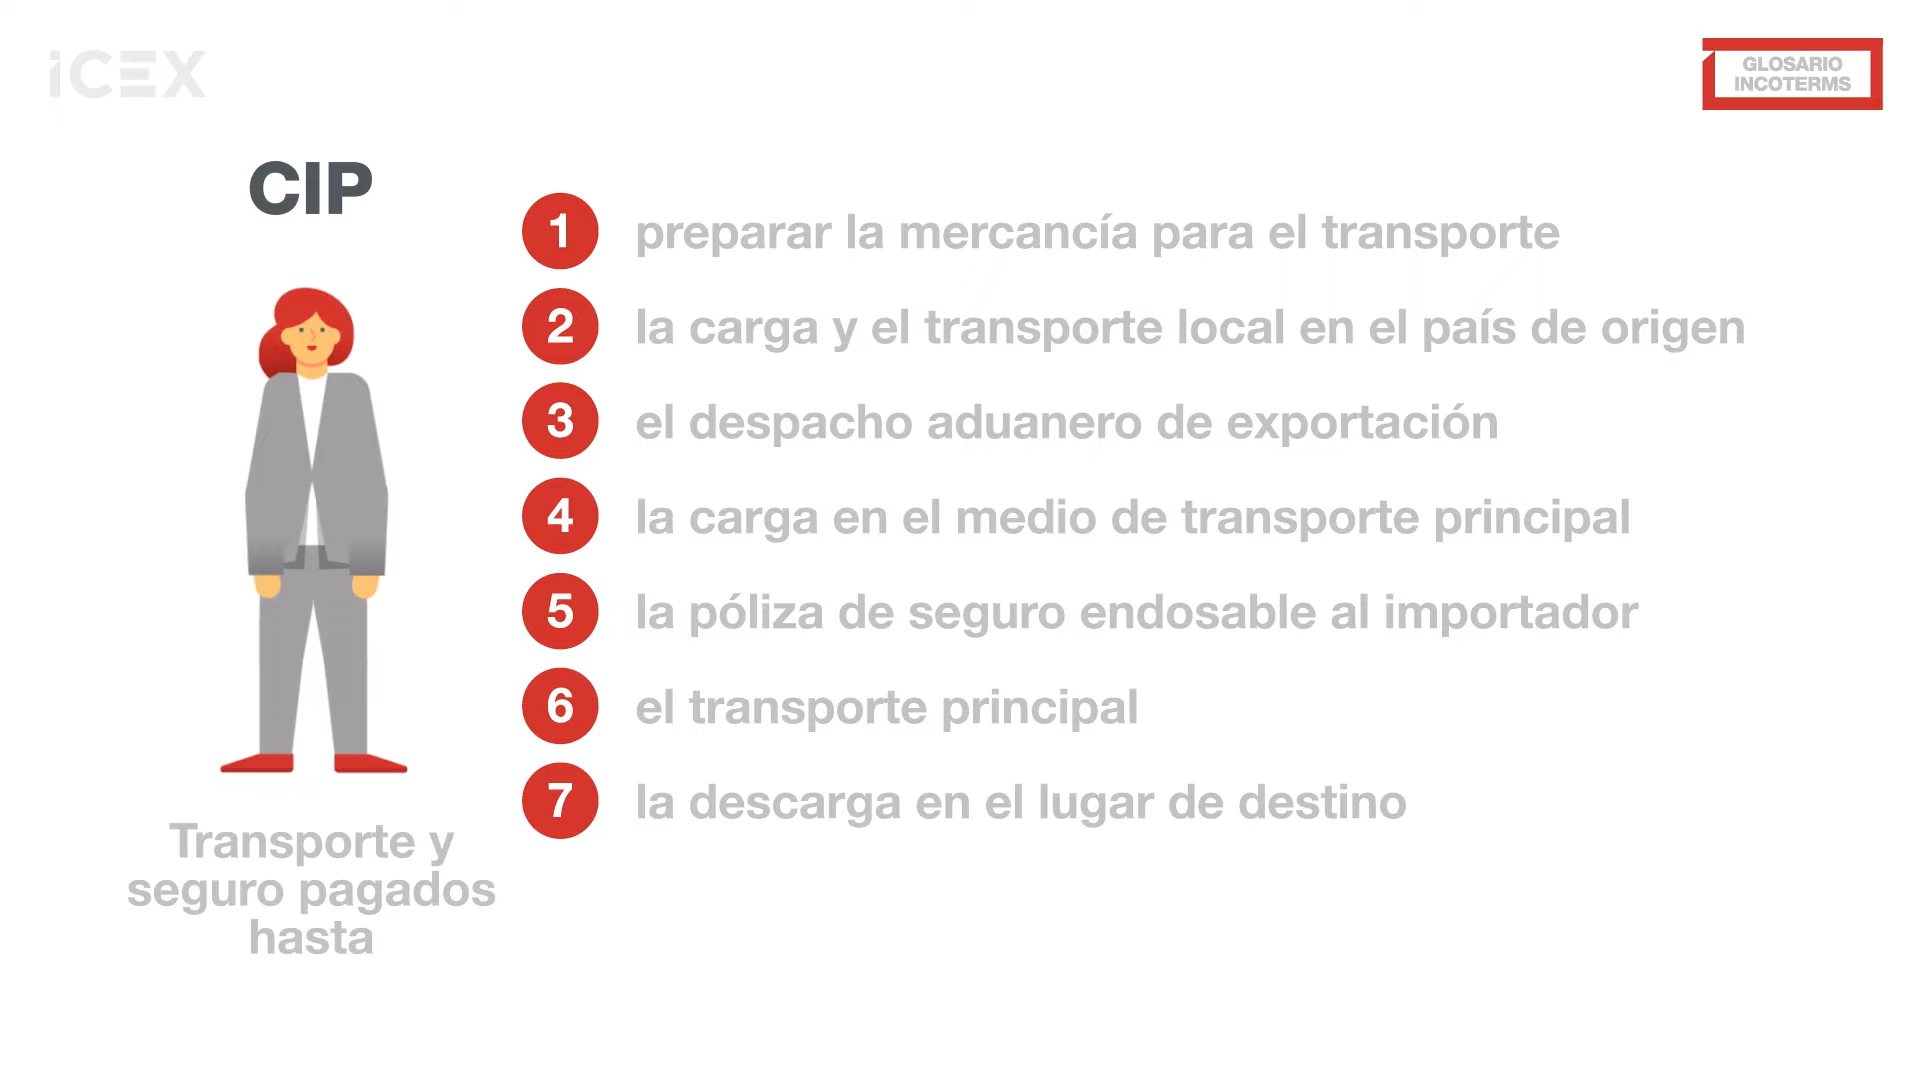 iCEX
GLOSARIO
INCOTERMS
CIP
1 preparar la mercancía para el transporte
2 la carga y el transporte local en el país de origen
3 el despacho aduanero de exportación
4 la carga en el medio de transporte principal
5 la póliza de seguro endosable al importador
6 el transporte principal
7 la descarga en el lugar de destino
Transporte y
seguro pagados
hasta